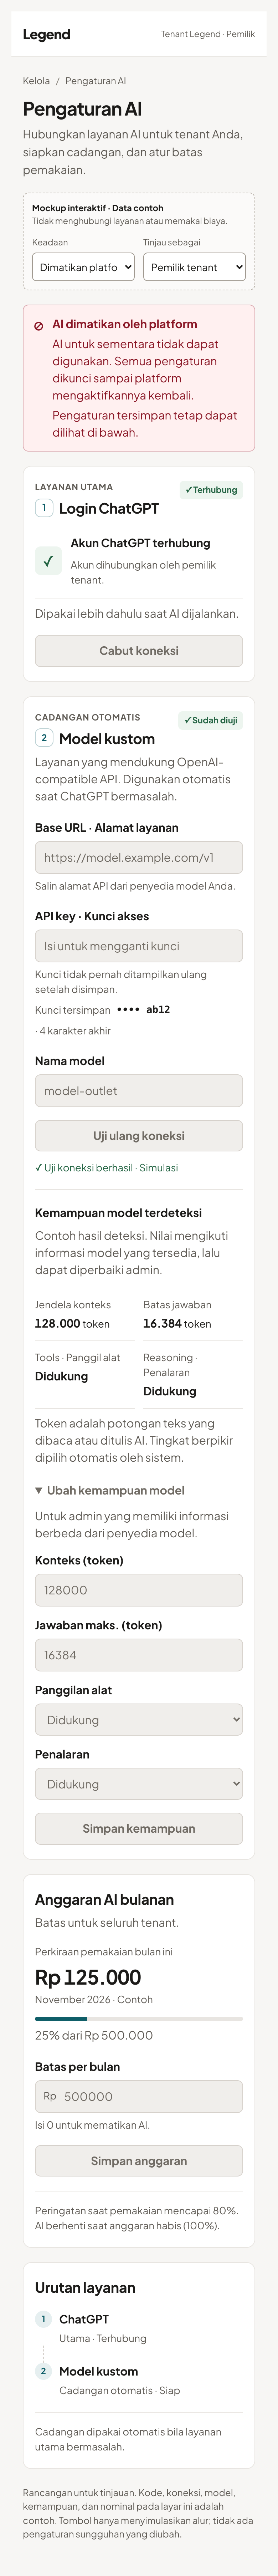 Legend
Tenant Legend · Pemilik
Kelola / Pengaturan AI
Pengaturan AI
Hubungkan layanan AI untuk tenant Anda,
siapkan cadangan, dan atur batas
pemakaian.
Mockup interaktif · Data contoh
Tidak menghubungi layanan atau memakai biaya.
Keadaan
Tinjau sebagai
Dimatikan platfo
Pemilik tenant
AI dimatikan oleh platform
AI untuk sementara tidak dapat
digunakan. Semua pengaturan
dikunci sampai platform
mengaktifkannya kembali.
Pengaturan tersimpan tetap dapat
dilihat di bawah.
LAYANAN UTAMA
✓Terhubung
1 Login ChatGPT
✓
Akun ChatGPT terhubung
Akun dihubungkan oleh pemilik
tenant.
Dipakai lebih dahulu saat AI dijalankan.
Cabut koneksi
CADANGAN OTOMATIS
✓Sudah diuji
2 Model kustom
Layanan yang mendukung OpenAI-
compatible API. Digunakan otomatis
saat ChatGPT bermasalah.
Base URL · Alamat layanan
https://model.example.com/v1
Salin alamat API dari penyedia model Anda.
API key · Kunci akses
Isi untuk mengganti kunci
Kunci tidak pernah ditampilkan ulang
setelah disimpan.
Kunci tersimpan •••• ab12
· 4 karakter akhir
Nama model
model-outlet
Uji ulang koneksi
✓ Uji koneksi berhasil · Simulasi
Kemampuan model terdeteksi
Contoh hasil deteksi. Nilai mengikuti
informasi model yang tersedia, lalu
dapat diperbaiki admin.
Jendela konteks
128.000 token
Batas jawaban
16.384 token
Tools · Panggil alat
Didukung
Reasoning ·
Penalaran
Didukung
Token adalah potongan teks yang
dibaca atau ditulis AI. Tingkat berpikir
dipilih otomatis oleh sistem.
▼ Ubah kemampuan model
Untuk admin yang memiliki informasi
berbeda dari penyedia model.
Konteks (token)
128000
Jawaban maks. (token)
16384
Panggilan alat
Didukung
Penalaran
Didukung
Simpan kemampuan
Anggaran AI bulanan
Batas untuk seluruh tenant.
Perkiraan pemakaian bulan ini
Rp 125.000
November 2026 · Contoh
25% dari Rp 500.000
Batas per bulan
Rp 500000
Isi 0 untuk mematikan AI.
Simpan anggaran
Peringatan saat pemakaian mencapai 80%.
AI berhenti saat anggaran habis (100%).
Urutan layanan
1 ChatGPT
Utama · Terhubung
2 Model kustom
Cadangan otomatis · Siap
Cadangan dipakai otomatis bila layanan
utama bermasalah.
Rancangan untuk tinjauan. Kode, koneksi, model,
kemampuan, dan nominal pada layar ini adalah
contoh. Tombol hanya menyimulasikan alur; tidak ada
pengaturan sungguhan yang diubah.